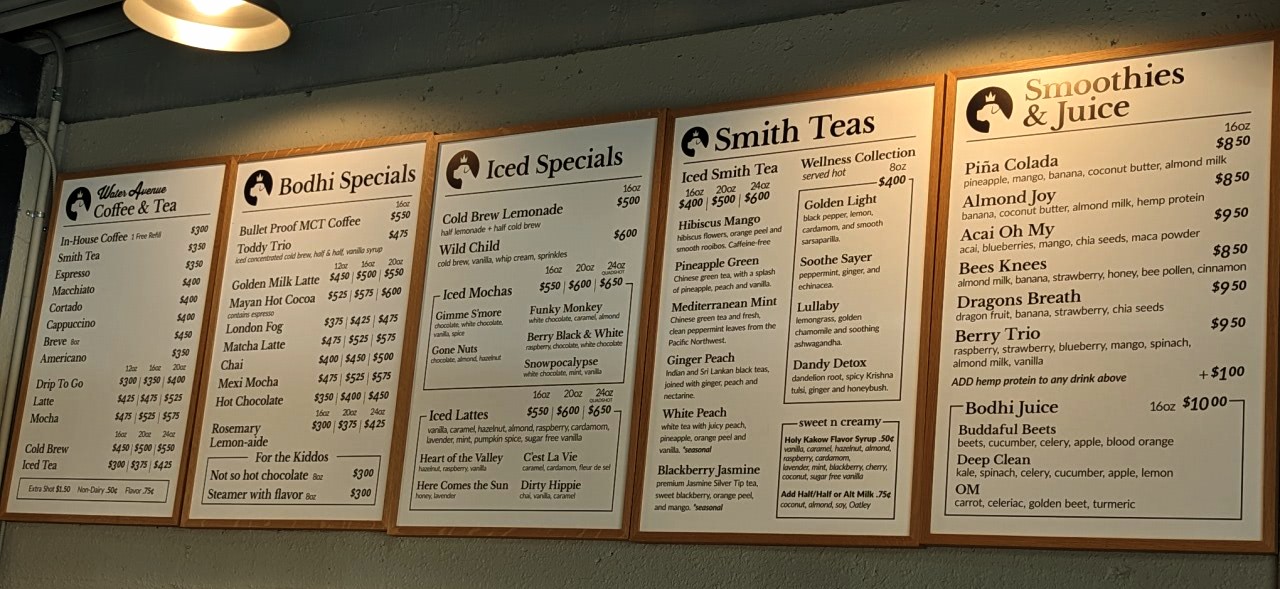 Water Avenue
Coffee & Tea
In-House Coffee 1 Free Refill $300
Smith Tea $350
Espresso $350
Macchiato $400
Cortado $400
Cappuccino $400
Breve 8oz $450
Americano $350
12oz 16oz 20oz
Drip To Go $300 | $350 | $400
Latte $425 | $475 | $525
Mocha $475 | $525 | $575
16oz 20oz 24oz
Cold Brew $450 | $500 | $550
Iced Tea $300 | $375 | $425
Extra Shot $1.50 Non-Dairy .50¢ Flavor .75¢
Bodhi Specials
16oz
Bullet Proof MCT Coffee $550
Toddy Trio $475
iced concentrated cold brew, half & half, vanilla syrup
12oz 16oz 20oz
Golden Milk Latte $450 | $500 | $550
Mayan Hot Cocoa $525 | $575 | $600
contains espresso
London Fog $375 | $425 | $475
Matcha Latte $475 | $525 | $575
Chai $400 | $450 | $500
Mexi Mocha $475 | $525 | $575
Hot Chocolate $350 | $400 | $450
16oz 20oz 24oz
Rosemary $300 | $375 | $425
Lemon-aide
For the Kiddos
Not so hot chocolate 8oz $300
Steamer with flavor 8oz $300
Iced Specials
16oz
Cold Brew Lemonade $500
half lemonade + half cold brew
Wild Child $600
cold brew, vanilla, whip cream, sprinkles
16oz 20oz 24oz
QUADSHOT
Iced Mochas $550 | $600 | $650
Gimme S'more
chocolate, white chocolate,
vanilla, spice
Gone Nuts
chocolate, almond, hazelnut
Funky Monkey
white chocolate, caramel, almond
Berry Black & White
raspberry, chocolate, white chocolate
Snowpocalypse
white chocolate, mint, vanilla
16oz 20oz 24oz
QUADSHOT
Iced Lattes $550 | $600 | $650
vanilla, caramel, hazelnut, almond, raspberry, cardamom,
lavender, mint, pumpkin spice, sugar free vanilla
Heart of the Valley
hazelnut, raspberry, vanilla
Here Comes the Sun
honey, lavender
C'est La Vie
caramel, cardamom, fleur de sel
Dirty Hippie
chai, vanilla, caramel
Smith Teas
Iced Smith Tea
16oz 20oz 24oz
$400 | $500 | $600
Hibiscus Mango
hibiscus flowers, orange peel and
smooth rooibos. Caffeine-free
Pineapple Green
Chinese green tea, with a splash
of pineapple, peach and vanilla.
Mediterranean Mint
Chinese green tea and fresh,
clean peppermint leaves from the
Pacific Northwest.
Ginger Peach
Indian and Sri Lankan black teas,
joined with ginger, peach and
nectarine.
White Peach
white tea with juicy peach,
pineapple, orange peel and
vanilla. *seasonal
Blackberry Jasmine
premium Jasmine Silver Tip tea,
sweet blackberry, orange peel,
and mango. *seasonal
Wellness Collection
served hot 8oz
$400
Golden Light
black pepper, lemon,
cardamom, and smooth
sarsaparilla.
Soothe Sayer
peppermint, ginger, and
echinacea.
Lullaby
lemongrass, golden
chamomile and soothing
ashwagandha.
Dandy Detox
dandelion root, spicy Krishna
tulsi, ginger and honeybush.
sweet n creamy
Holy Kakow Flavor Syrup .50¢
vanilla, caramel, hazelnut, almond,
raspberry, cardamom,
lavender, mint, blackberry, cherry,
coconut, sugar free vanilla
Add Half/Half or Alt Milk .75¢
coconut, almond, soy, Oatley
Smoothies
& Juice
16oz
Piña Colada $850
pineapple, mango, banana, coconut butter, almond milk
Almond Joy $850
banana, coconut butter, almond milk, hemp protein
Acai Oh My $950
acai, blueberries, mango, chia seeds, maca powder
Bees Knees $850
almond milk, banana, strawberry, honey, bee pollen, cinnamon
Dragons Breath $950
dragon fruit, banana, strawberry, chia seeds
Berry Trio $950
raspberry, strawberry, blueberry, mango, spinach,
almond milk, vanilla
ADD hemp protein to any drink above + $100
Bodhi Juice 16oz $1000
Buddaful Beets
beets, cucumber, celery, apple, blood orange
Deep Clean
kale, spinach, celery, cucumber, apple, lemon
OM
carrot, celeriac, golden beet, turmeric